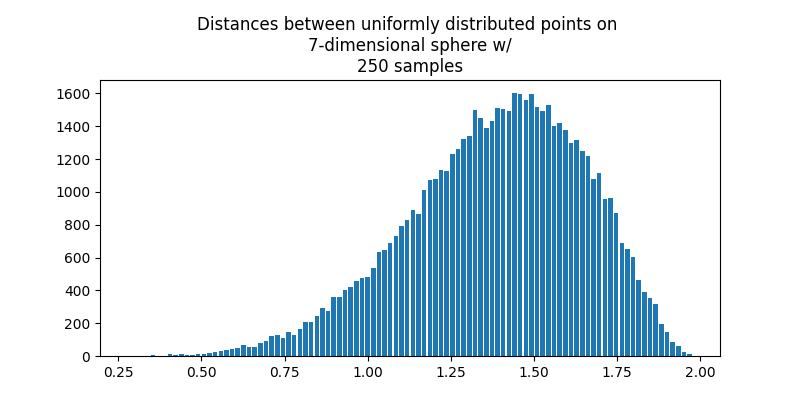 Distances between uniformly distributed points on
7-dimensional sphere w/
250 samples
1600
1400
1200
1000
800
600
400
200
0
0.25 0.50 0.75 1.00 1.25 1.50 1.75 2.00